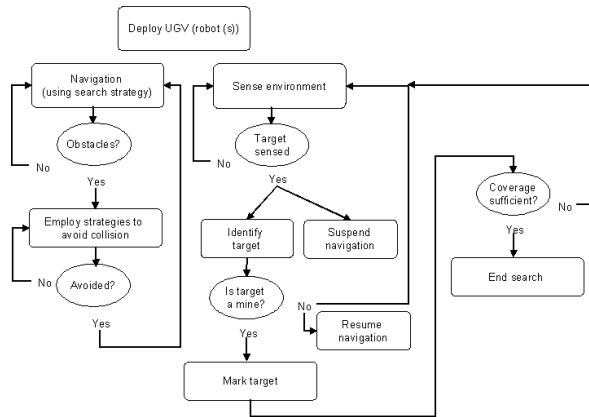 Deploy UGV (robot (s))
Navigation
(using search strategy)
Obstacles?
No
Yes
Employ strategies to
avoid collision
No
Avoided?
Yes
Sense environment
Target
sensed
No
Yes
Identify
target
Suspend
navigation
Is target
a mine?
No
Yes
Resume
navigation
Mark target
Coverage
sufficient?
No
Yes
End search